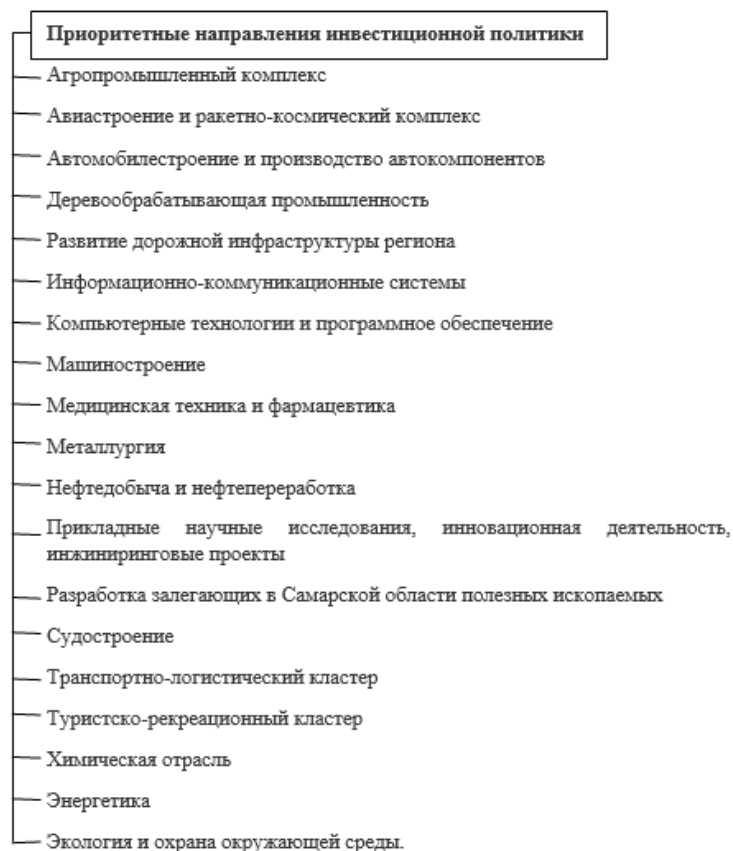 Приоритетные направления инвестиционной политики
Агропромышленный комплекс
Авиастроение и ракетно-космический комплекс
Автомобилестроение и производство автокомпонентов
Деревообрабатывающая промышленность
Развитие дорожной инфраструктуры региона
Информационно-коммуникационные системы
Компьютерные технологии и программное обеспечение
Машиностроение
Медицинская техника и фармацевтика
Металлургия
Нефтедобыча и нефтепереработка
Прикладные научные исследования, инновационная деятельность,
инжиниринговые проекты
Разработка залегающих в Самарской области полезных ископаемых
Судостроение
Транспортно-логистический кластер
Туристско-рекреационный кластер
Химическая отрасль
Энергетика
Экология и охрана окружающей среды.